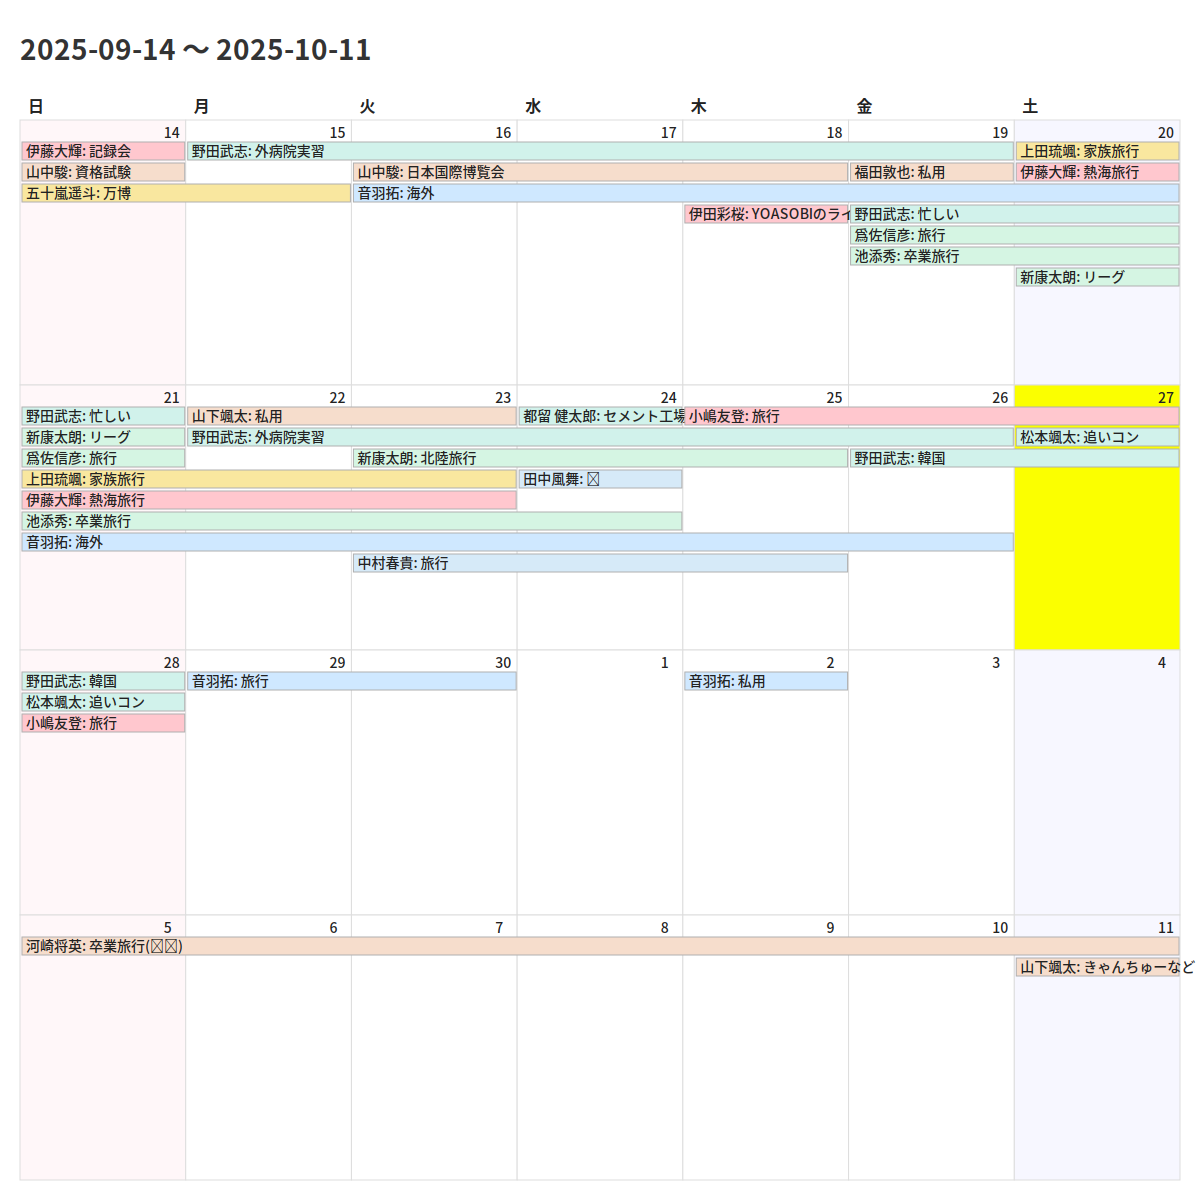 2025-09-14 〜 2025-10-11
日 月 火 水 木 金 土
14 15 16 17 18 19 20
伊藤大輝: 記録会 野田武志: 外病院実習 上田琉颯: 家族旅行
山中駿: 資格試験 山中駿: 日本国際博覧会 福田敦也: 私用 伊藤大輝: 熱海旅行
五十嵐遥斗: 万博 音羽拓: 海外
伊田彩桜: YOASOBIのライ 野田武志: 忙しい
爲佐信彦: 旅行
池添秀: 卒業旅行
新康太朗: リーグ
21 22 23 24 25 26 27
野田武志: 忙しい 山下颯太: 私用 都留 健太郎: セメント工場 小嶋友登: 旅行
新康太朗: リーグ 野田武志: 外病院実習 松本颯太: 追いコン
爲佐信彦: 旅行 新康太朗: 北陸旅行 野田武志: 韓国
上田琉颯: 家族旅行 田中風舞:
伊藤大輝: 熱海旅行
池添秀: 卒業旅行
音羽拓: 海外
中村春貴: 旅行
28 29 30 1 2 3 4
野田武志: 韓国 音羽拓: 旅行 音羽拓: 私用
松本颯太: 追いコン
小嶋友登: 旅行
5 6 7 8 9 10 11
河崎将英: 卒業旅行()
山下颯太: きゃんちゅーなど